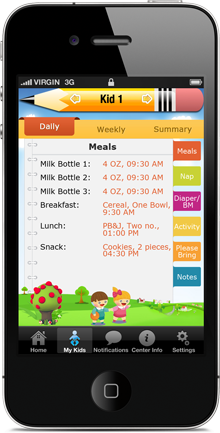 VIRGIN 3G
Kid 1
Daily
Weekly
Summary
Meals
Meals
Milk Bottle 1: 4 OZ, 09:30 AM
Milk Bottle 2: 4 OZ, 09:30 AM
Milk Bottle 3: 4 OZ, 09:30 AM
Breakfast: Cereal, One Bowl,
9:30 AM
Lunch: PB&J, Two no.,
01:00 PM
Snack: Cookies, 2 pieces,
04:30 PM
Nap
Diaper/
BM
Activity
Please
Bring
Notes
Home
My Kids
Notifications
Center Info
Settings